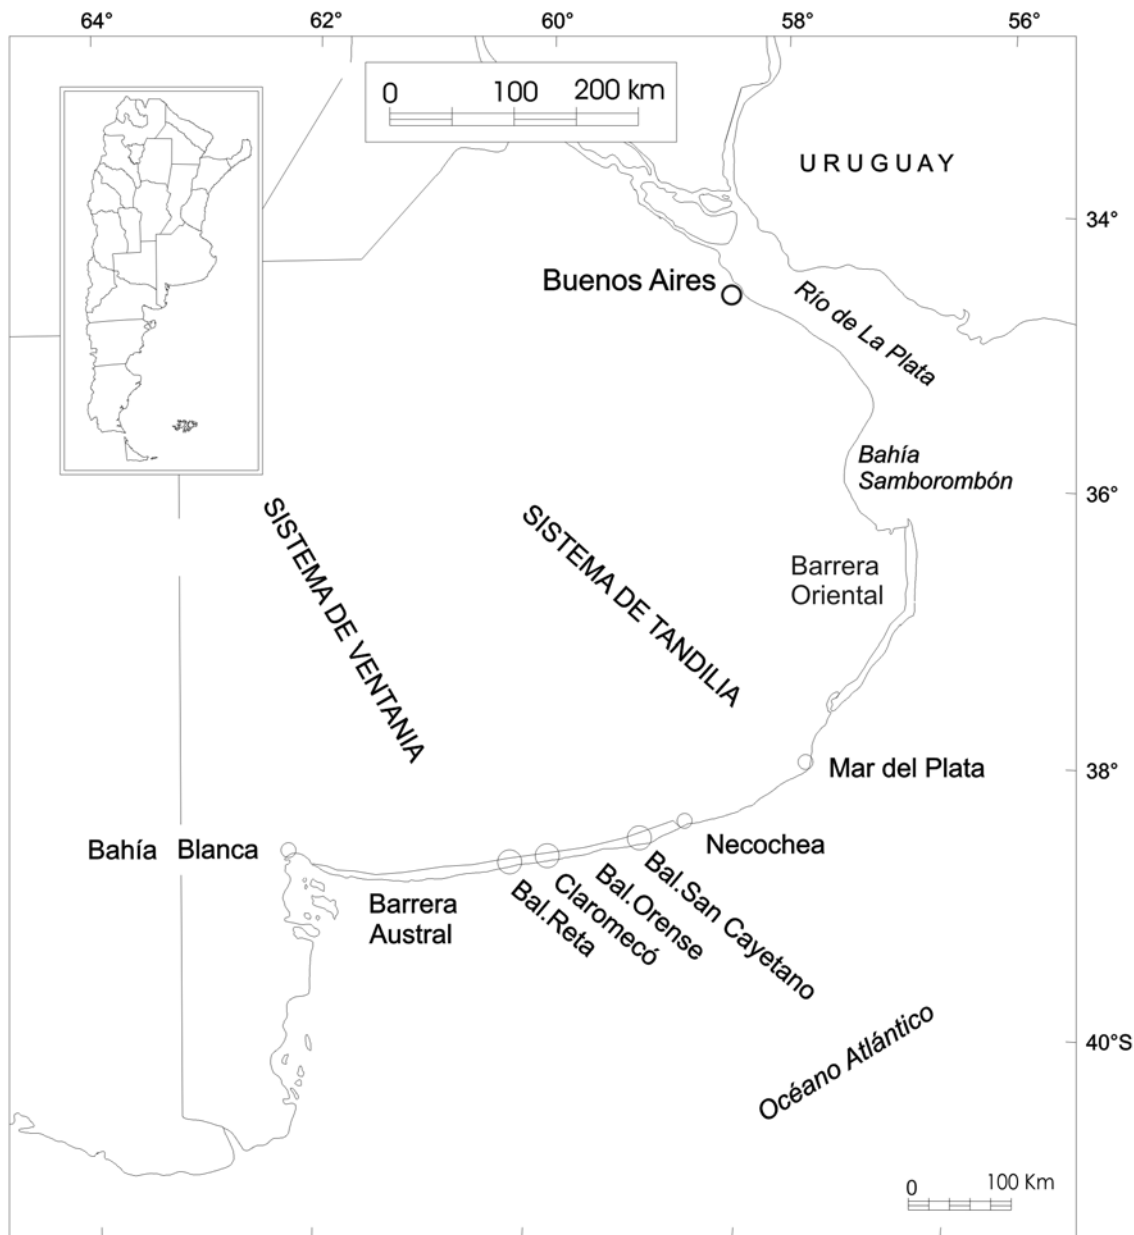 64° 62° 60° 58° 56°
0 100 200 km
URUGUAY
34°
Buenos Aires
Río de La Plata
Bahía
Samborombón
36°
SISTEMA DE VENTANIA
SISTEMA DE TANDILIA
Barrera
Oriental
Mar del Plata
38°
Bahía Blanca
Necochea
Barrera
Austral
Bal.Reta
Claromecó
Bal.Orense
Bal.San Cayetano
Océano Atlántico
40°S
0 100 Km